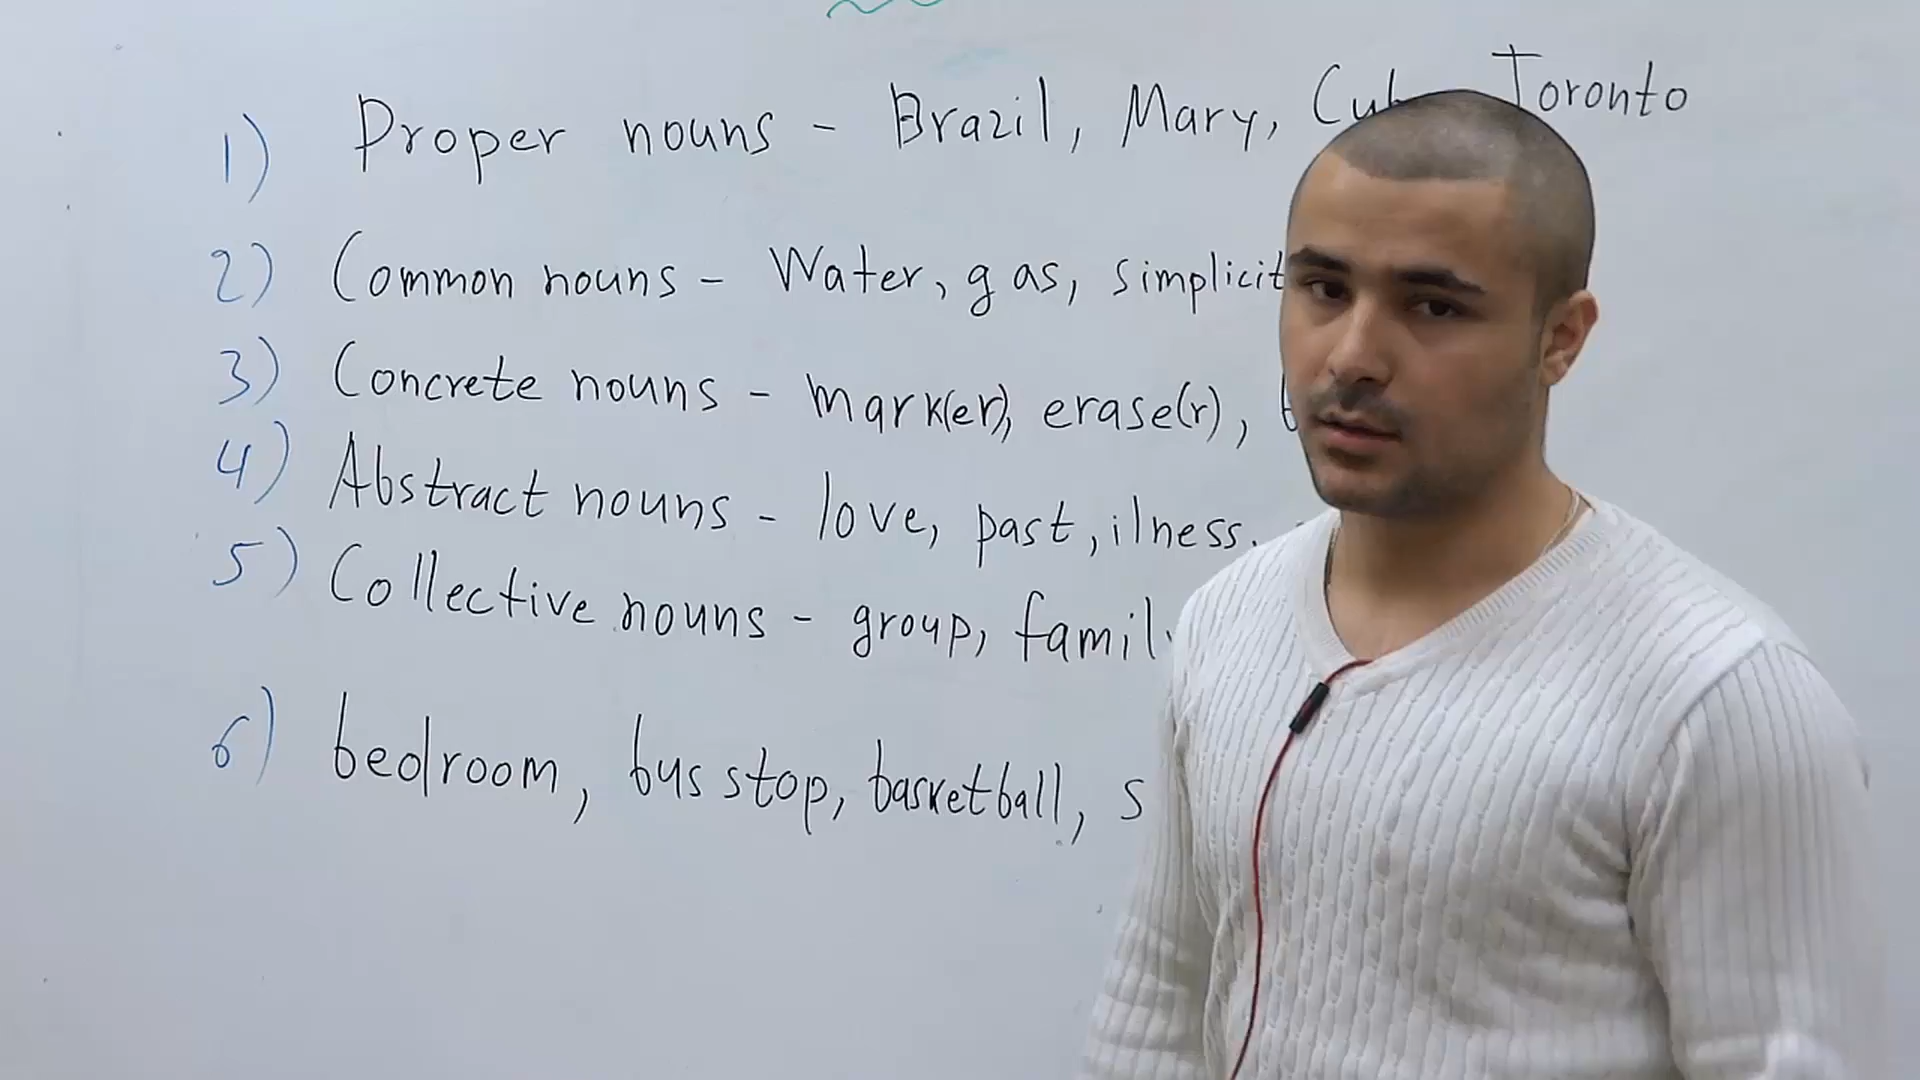 1) Proper nouns - Brazil, Mary, Toronto
2) Common nouns - Water, gas,
3) Concrete nouns - mark(er), erase(r),
4) Abstract nouns - love, past, ilness.
5) Collective nouns - group,
6) bedroom, bus stop, basketball,